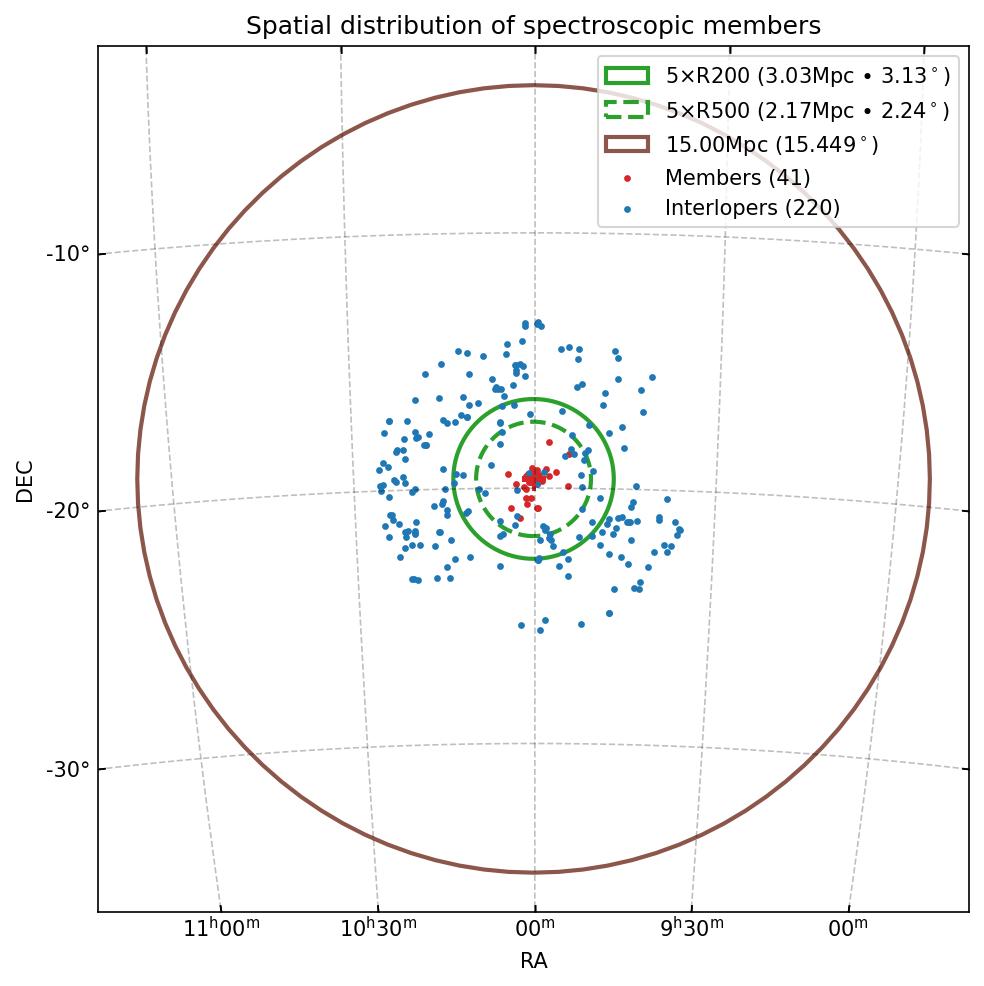 Spatial distribution of spectroscopic members
5×R200 (3.03Mpc • 3.13°)
5×R500 (2.17Mpc • 2.24°)
15.00Mpc (15.449°)
Members (41)
Interlopers (220)
-10°
-20°
-30°
DEC
11ʰ00ᵐ 10ʰ30ᵐ 00ᵐ 9ʰ30ᵐ 00ᵐ
RA